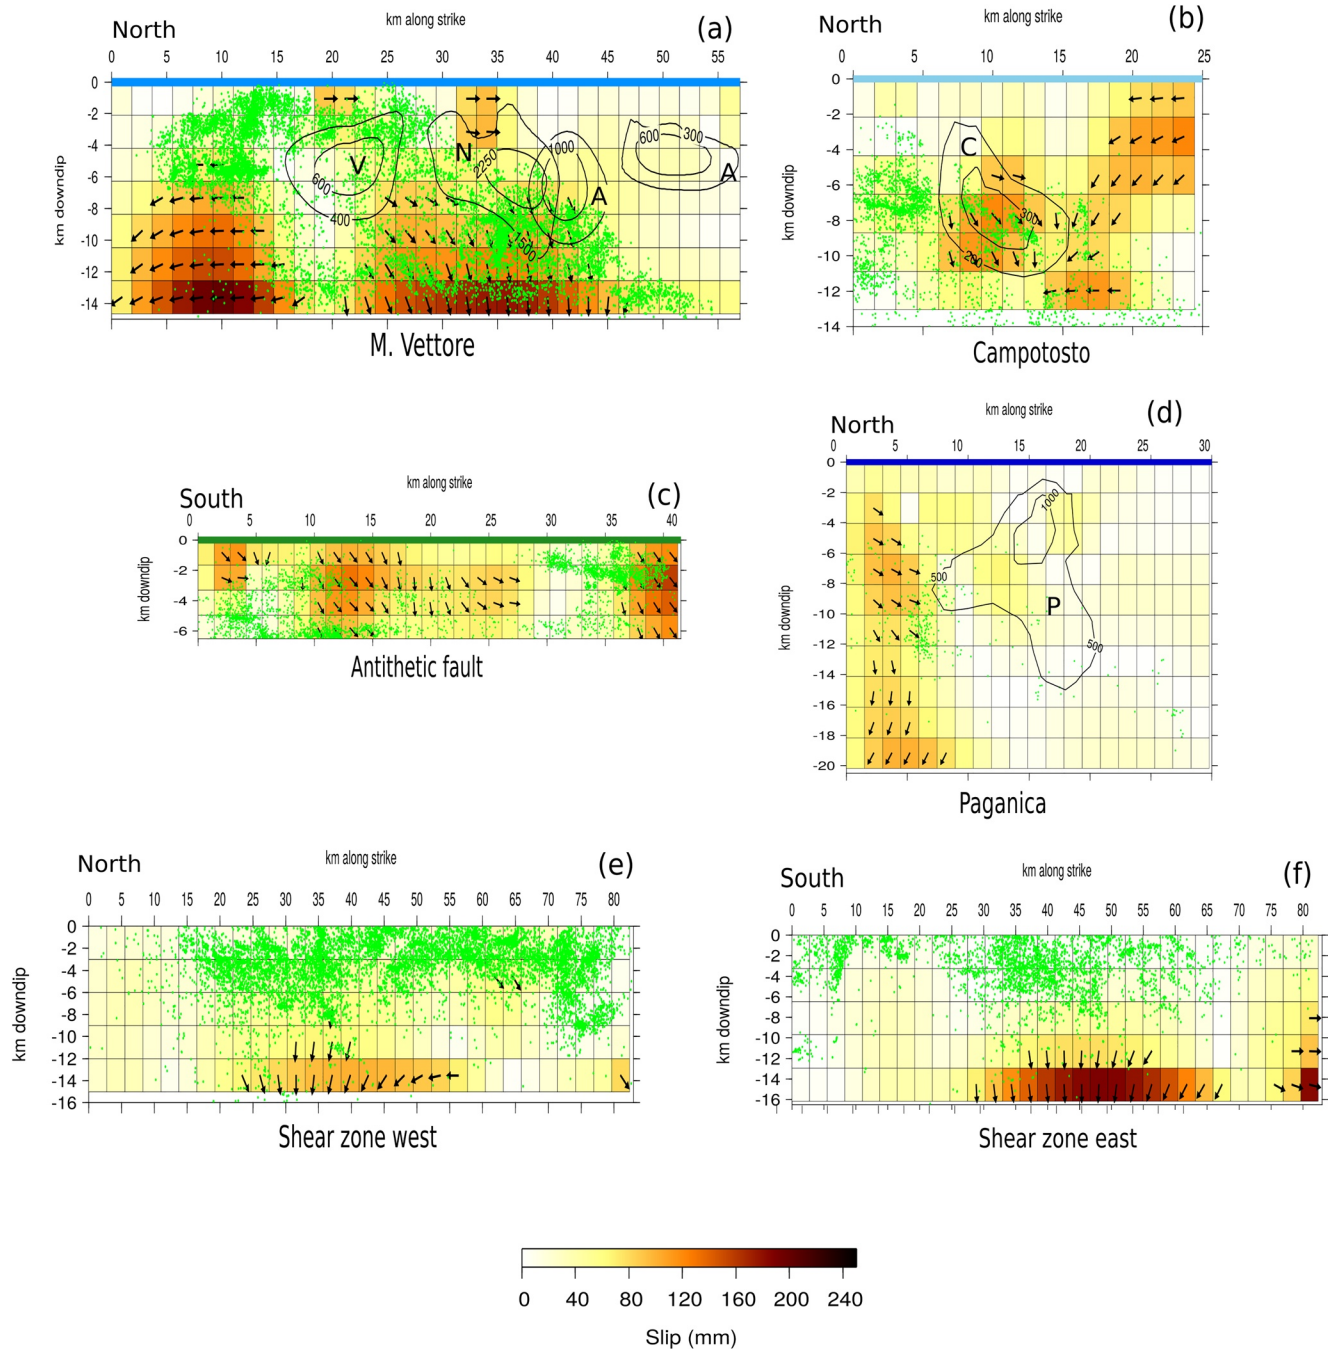 km along strike
North
(a)
0 5 10 15 20 25 30 35 40 45 50 55
0
-2
-4
-6
-8
-10
-12
-14
km downdip
V
N
A
A
600
400
2250
1000
500
600
300
M. Vettore
km along strike
North
(b)
0 5 10 15 20 25
0
-2
-4
-6
-8
-10
-12
-14
km downdip
C
300
200
Campotosto
km along strike
South
(c)
0 5 10 15 20 25 30 35 40
0
-2
-4
-6
km downdip
Antithetic fault
km along strike
North
(d)
0 5 10 15 20 25 30
0
-2
-4
-6
-8
-10
-12
-14
-16
-18
-20
km downdip
1000
500
P
500
Paganica
km along strike
North
(e)
0 5 10 15 20 25 30 35 40 45 50 55 60 65 70 75 80
0
-2
-4
-6
-8
-10
-12
-14
-16
km downdip
Shear zone west
km along strike
South
(f)
0 5 10 15 20 25 30 35 40 45 50 55 60 65 70 75 80
0
-2
-4
-6
-8
-10
-12
-14
-16
km downdip
Shear zone east
0 40 80 120 160 200 240
Slip (mm)